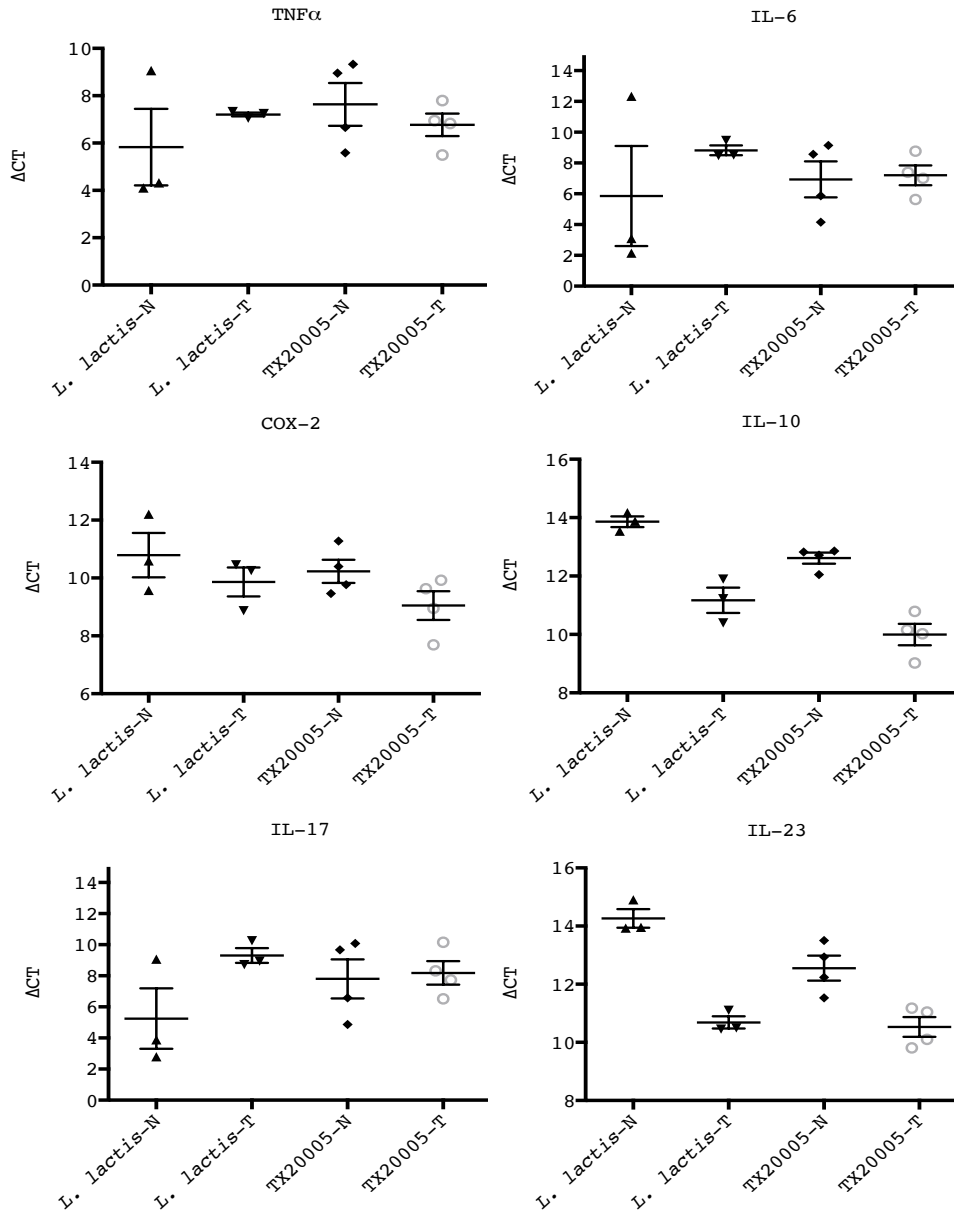 TNFα
ΔCT
10
8
6
4
2
0
L. lactis-N
L. lactis-T
TX20005-N
TX20005-T
IL-6
ΔCT
14
12
10
8
6
4
2
0
L. lactis-N
L. lactis-T
TX20005-N
TX20005-T
COX-2
ΔCT
14
12
10
8
6
L. lactis-N
L. lactis-T
TX20005-N
TX20005-T
IL-10
ΔCT
16
14
12
10
8
L. lactis-N
L. lactis-T
TX20005-N
TX20005-T
IL-17
ΔCT
14
12
10
8
6
4
2
0
L. lactis-N
L. lactis-T
TX20005-N
TX20005-T
IL-23
ΔCT
16
14
12
10
8
L. lactis-N
L. lactis-T
TX20005-N
TX20005-T